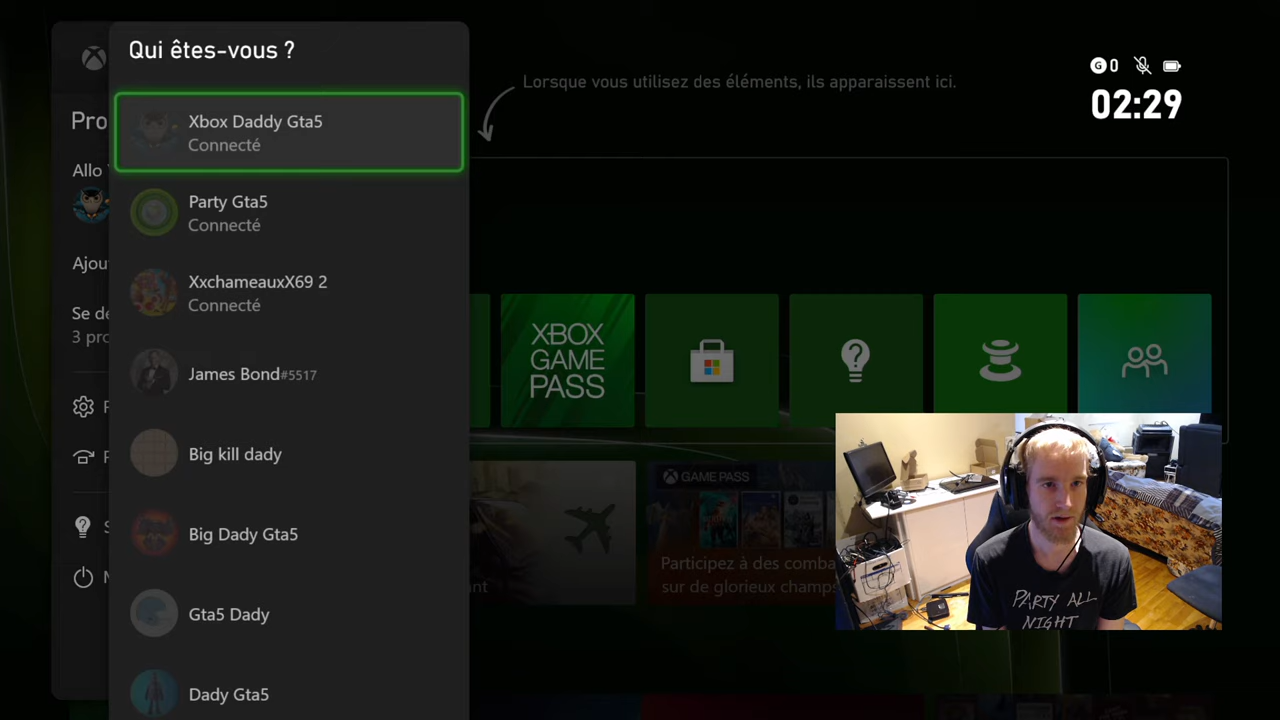 Qui êtes-vous ?
Xbox Daddy Gta5
Connecté
Party Gta5
Connecté
XxchameauxX69 2
Connecté
James Bond#5517
Big kill dady
Big Dady Gta5
Gta5 Dady
Dady Gta5
Pro
Allo
Ajou
Se dé
3 pro
Lorsque vous utilisez des éléments, ils apparaissent ici.
G 0
02:29
XBOX
GAME
PASS
GAME PASS
Participez à des comba
sur de glorieux champs
PARTY ALL
NIGHT